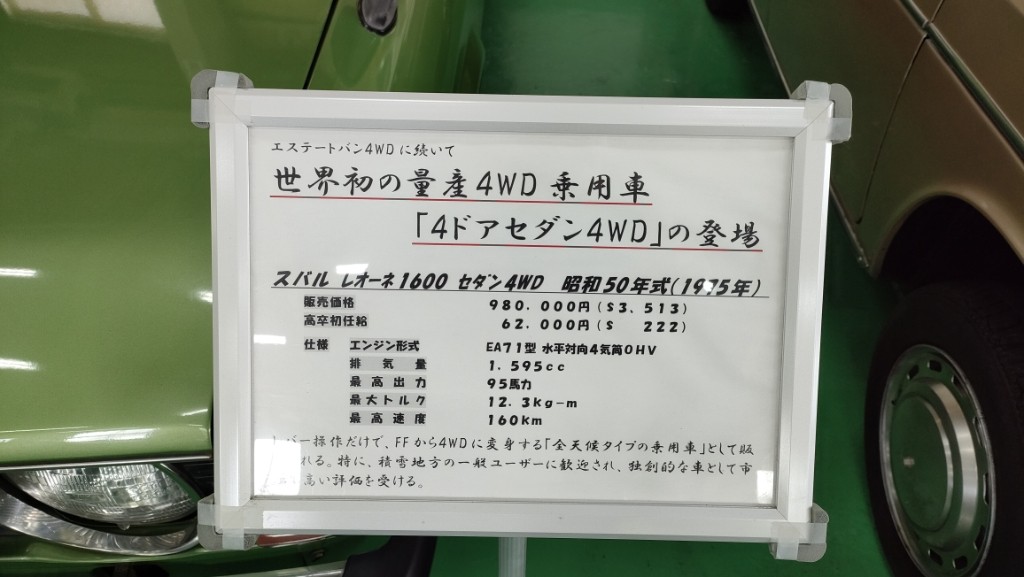 エステートバン4WDに続いて
世界初の量産4WD乗用車
「4ドアセダン4WD」の登場
スバル レオーネ1600 セダン4WD 昭和50年式(1975年)
販売価格 980.000円($3、513)
高卒初任給 62.000円($ 222)
仕様 エンジン形式 EA71型 水平対向4気筒OHV
排気量 1.595cc
最高出力 95馬力
最大トルク 12.3kg-m
最高速度 160km
バー操作だけで、FFから4WDに変身する「全天候タイプの乗用車」として販
れる。特に、積雪地方の一般ユーザーに歓迎され、独創的な車として市
高い評価を受ける。